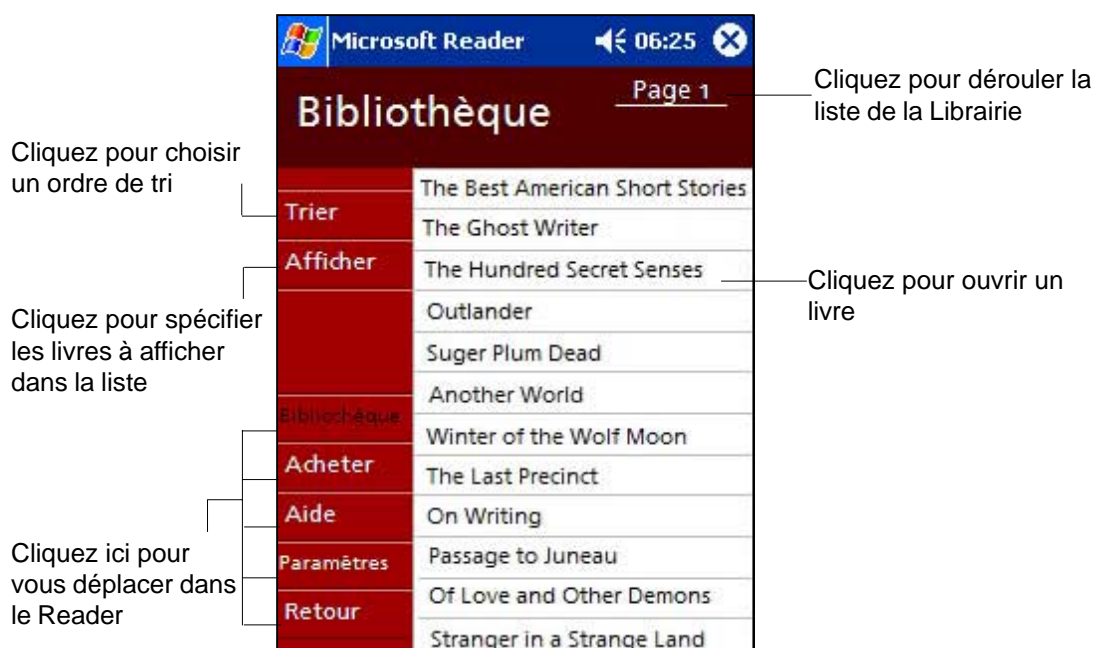 Microsoft Reader 06:25
Bibliothèque
Page 1
Cliquez pour dérouler la
liste de la Librairie
Cliquez pour choisir
un ordre de tri
Trier
Afficher
Cliquez pour spécifier
les livres à afficher
dans la liste
Bibliothèque
Acheter
Aide
Paramètres
Retour
Cliquez ici pour
vous déplacer dans
le Reader
The Best American Short Stories
The Ghost Writer
The Hundred Secret Senses
Outlander
Suger Plum Dead
Another World
Winter of the Wolf Moon
The Last Precinct
On Writing
Passage to Juneau
Of Love and Other Demons
Stranger in a Strange Land
Cliquez pour ouvrir un
livre